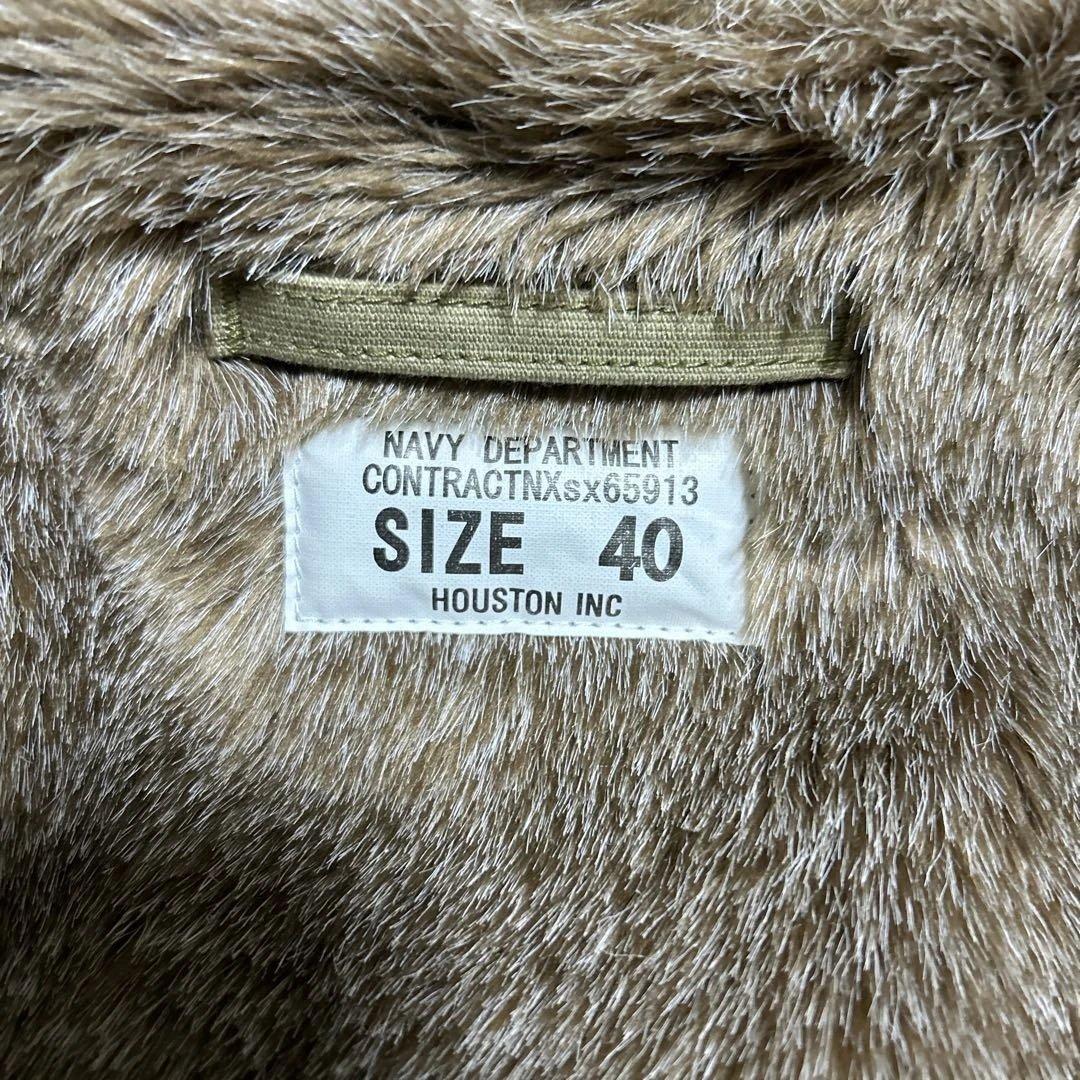 NAVY DEPARTMENT
CONTRACTNXsx65913
SIZE 40
HOUSTON INC